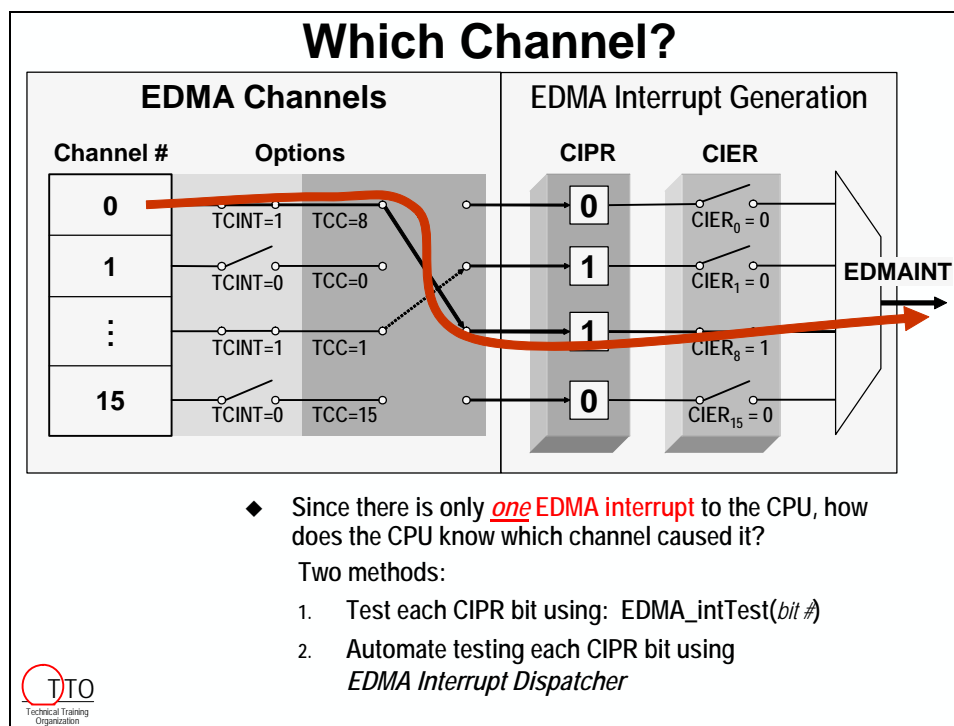 Which Channel?
EDMA Channels
EDMA Interrupt Generation
Channel #
Options
CIPR
CIER
0
TCINT=1
TCC=8
0
CIER0 = 0
1
TCINT=0
TCC=0
1
CIER1 = 0
EDMAINT
⋮
TCINT=1
TCC=1
1
CIER8 = 1
15
TCINT=0
TCC=15
0
CIER15 = 0
◆ Since there is only one EDMA interrupt to the CPU, how
does the CPU know which channel caused it?
Two methods:
1. Test each CIPR bit using: EDMA_intTest(bit #)
2. Automate testing each CIPR bit using
EDMA Interrupt Dispatcher
TTO
Technical Training
Organization